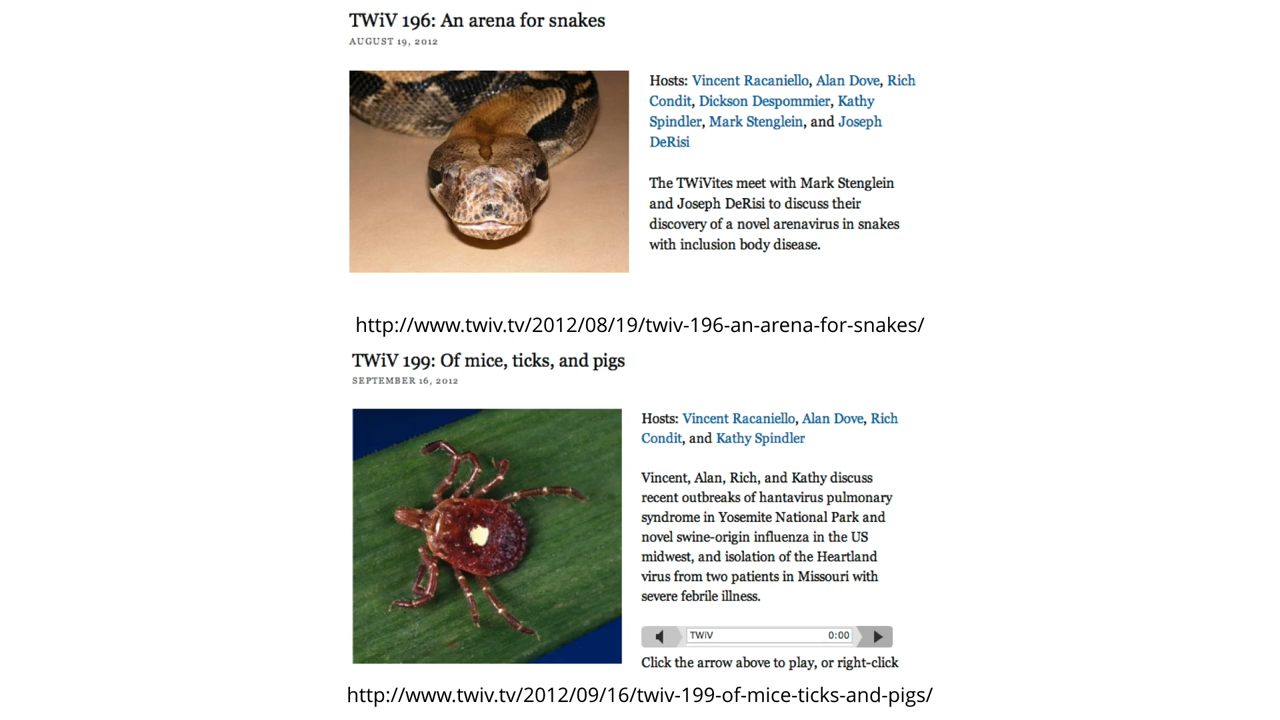 TWiV 196: An arena for snakes
AUGUST 19, 2012
Hosts: Vincent Racaniello, Alan Dove, Rich
Condit, Dickson Despommier, Kathy
Spindler, Mark Stenglein, and Joseph
DeRisi
The TWiVites meet with Mark Stenglein
and Joseph DeRisi to discuss their
discovery of a novel arenavirus in snakes
with inclusion body disease.
http://www.twiv.tv/2012/08/19/twiv-196-an-arena-for-snakes/
TWiV 199: Of mice, ticks, and pigs
SEPTEMBER 16, 2012
Hosts: Vincent Racaniello, Alan Dove, Rich
Condit, and Kathy Spindler
Vincent, Alan, Rich, and Kathy discuss
recent outbreaks of hantavirus pulmonary
syndrome in Yosemite National Park and
novel swine-origin influenza in the US
midwest, and isolation of the Heartland
virus from two patients in Missouri with
severe febrile illness.
TWiV 0:00
Click the arrow above to play, or right-click
http://www.twiv.tv/2012/09/16/twiv-199-of-mice-ticks-and-pigs/